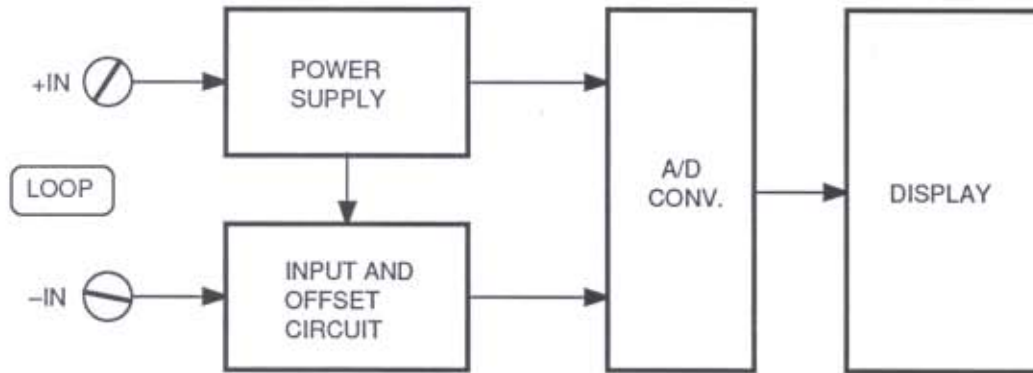 +IN
POWER
SUPPLY
LOOP
–IN
INPUT AND
OFFSET
CIRCUIT
A/D
CONV.
DISPLAY